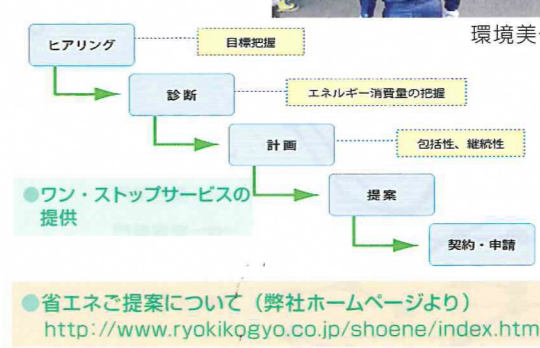 環境美
ヒアリング
目標把握
診断
エネルギー消費量の把握
計画
包括性、継続性
●ワン・ストップサービスの
提供
提案
契約・申請
●省エネご提案について（弊社ホームページより）
http://www.ryokikogyo.co.jp/shoene/index.htm